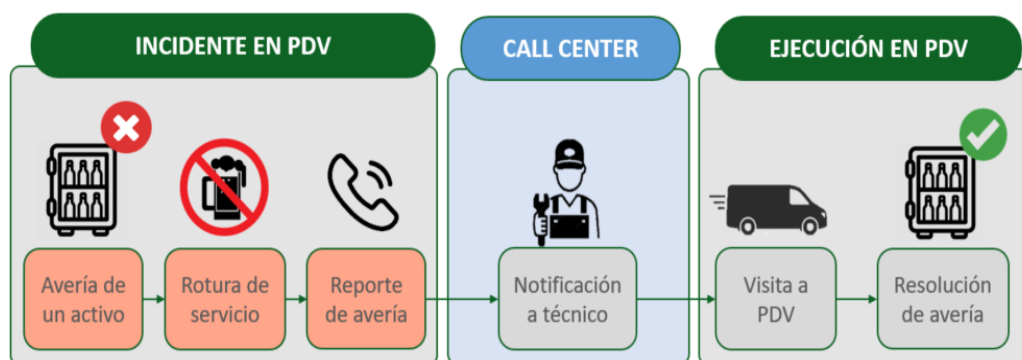 INCIDENTE EN PDV
CALL CENTER
EJECUCIÓN EN PDV
Avería de
un activo
Rotura de
servicio
Reporte
de avería
Notificación
a técnico
Visita a
PDV
Resolución
de avería